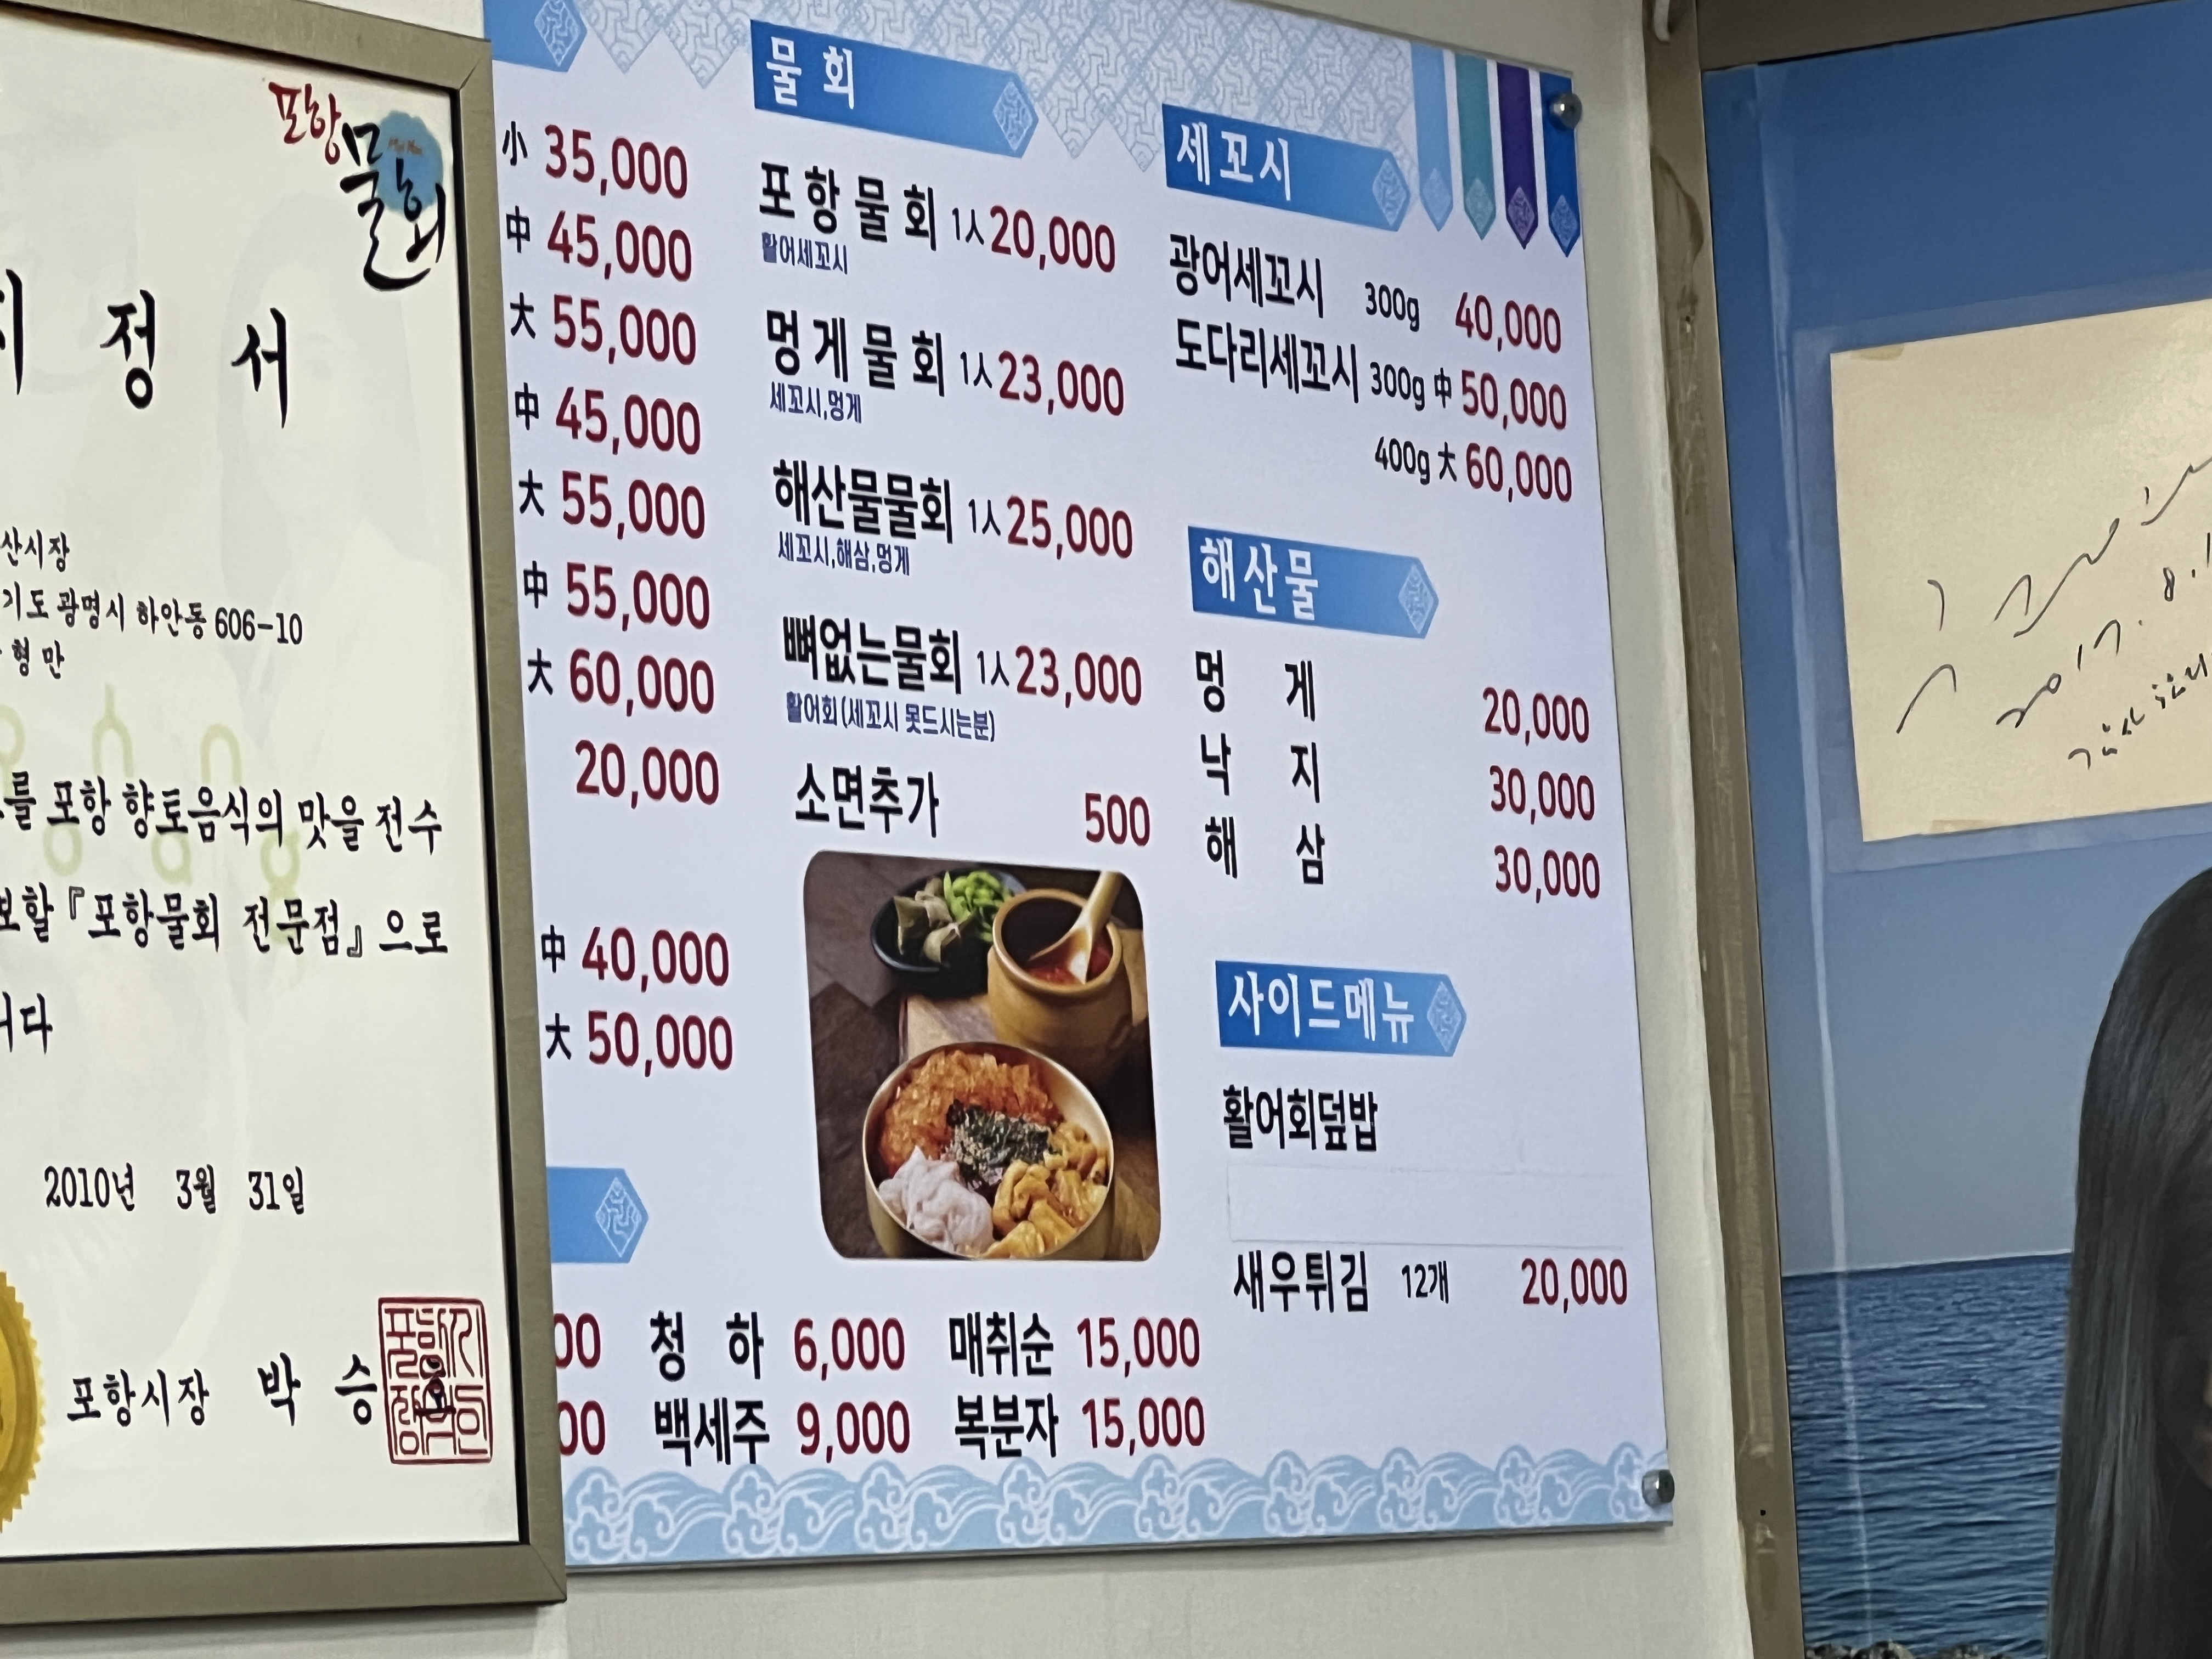 포항
물회
정 서
산시장
기도 광명시 하안동 606-10
형 만
를 포항 향토음식의 맛을 전수
보할 『포항물회 전문점』으로
니다
2010년 3월 31일
포항시장 박 승
小 35,000
中 45,000
大 55,000
中 45,000
大 55,000
中 55,000
大 60,000
20,000
中 40,000
大 50,000
물 회
포항물회 1人 20,000
활어세꼬시
멍게물회 1人 23,000
세꼬시,멍게
해산물물회 1人 25,000
세꼬시,해삼,멍게
뼈없는물회 1人 23,000
활어회(세꼬시 못드시는분)
소면추가 500
세꼬시
광어세꼬시 300g 40,000
도다리세꼬시 300g 中 50,000
400g 大 60,000
해산물
멍 게 20,000
낙 지 30,000
해 삼 30,000
사이드메뉴
활어회덮밥
새우튀김 12개 20,000
00 청 하 6,000 매취순 15,000
00 백세주 9,000 복분자 15,000
2017. 8.1